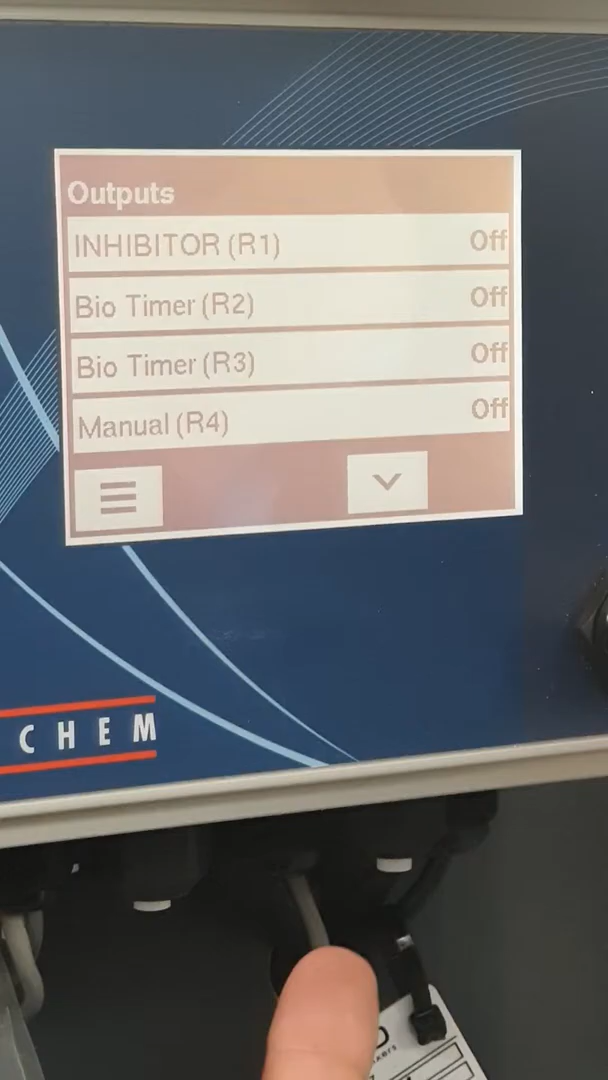 Outputs
INHIBITOR (R1) Off
Bio Timer (R2) Off
Bio Timer (R3) Off
Manual (R4) Off
CHEM